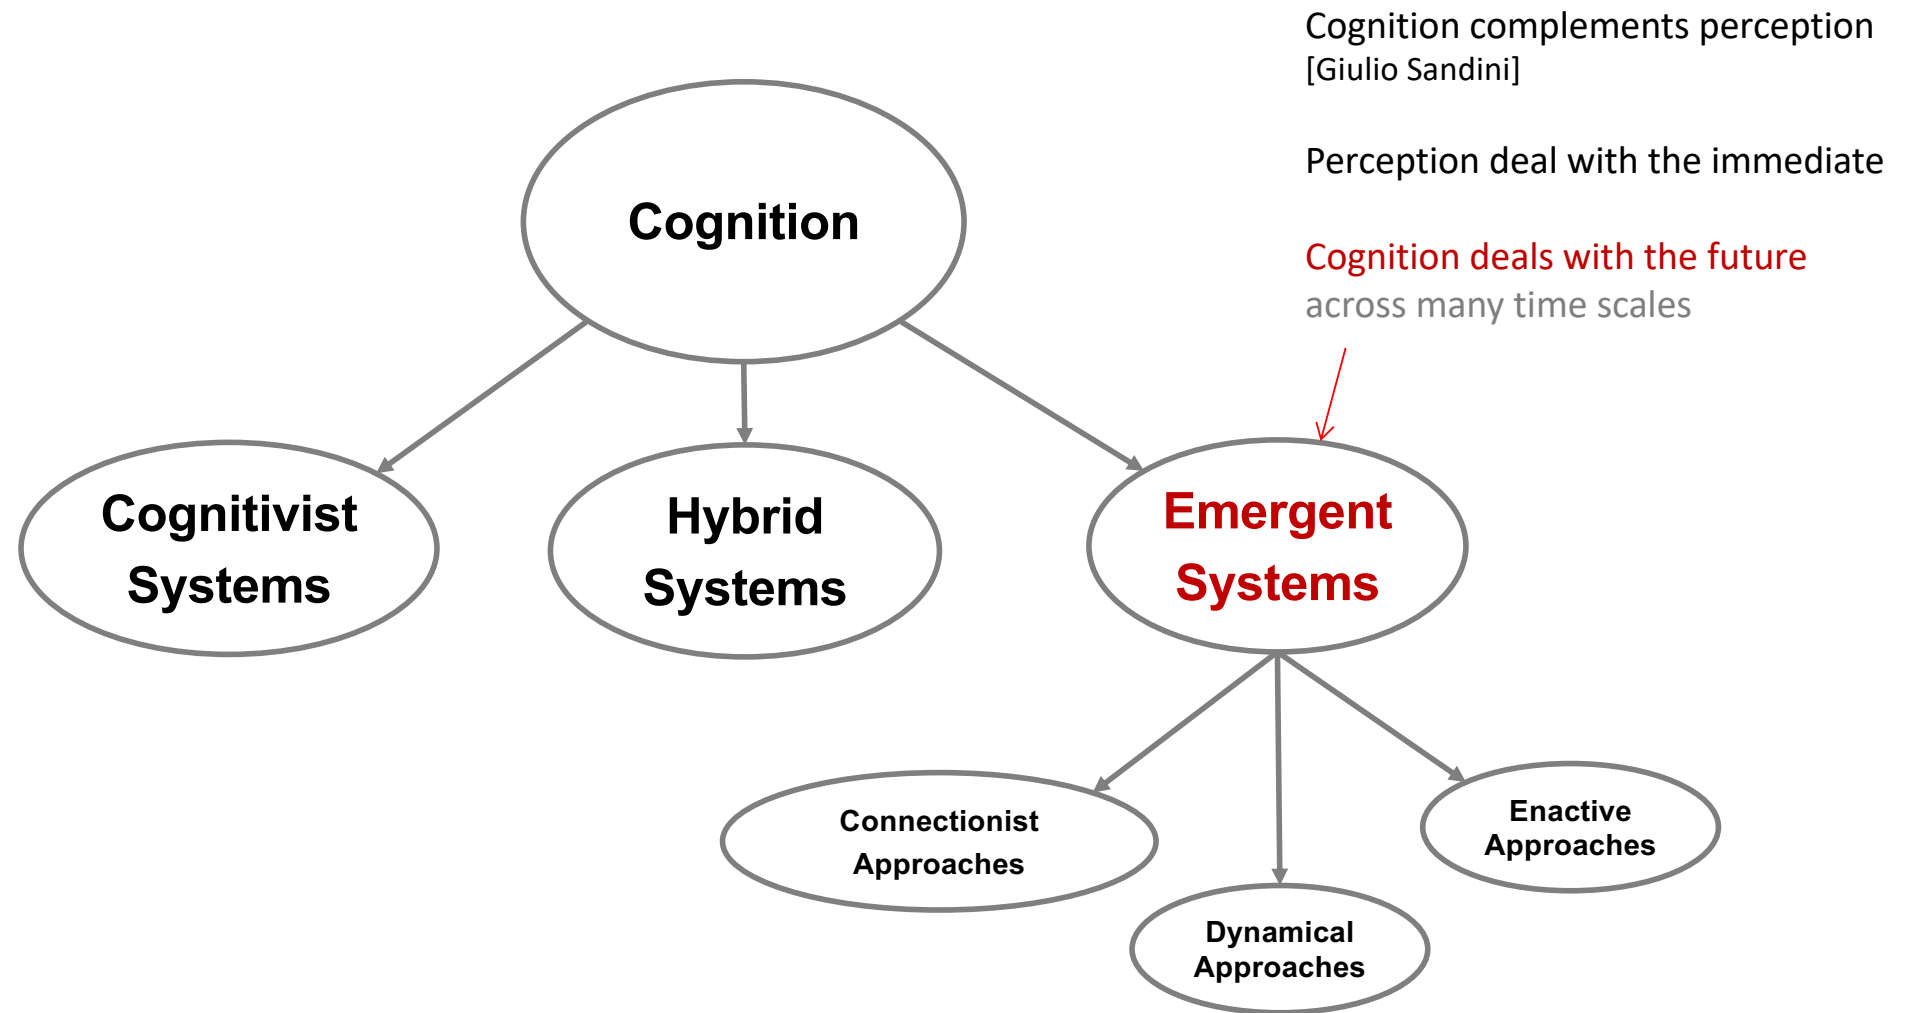 Cognition complements perception
[Giulio Sandini]
Perception deal with the immediate
Cognition deals with the future
across many time scales
Cognition
Cognitivist
Systems
Hybrid
Systems
Emergent
Systems
Connectionist
Approaches
Dynamical
Approaches
Enactive
Approaches